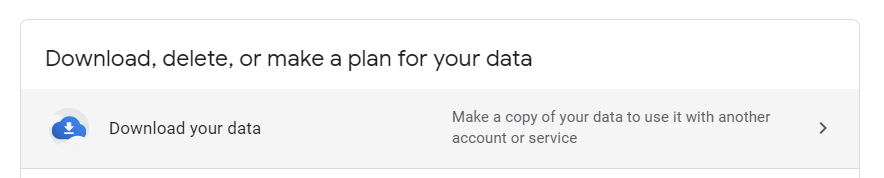 Download, delete, or make a plan for your data
Download your data
Make a copy of your data to use it with another
account or service